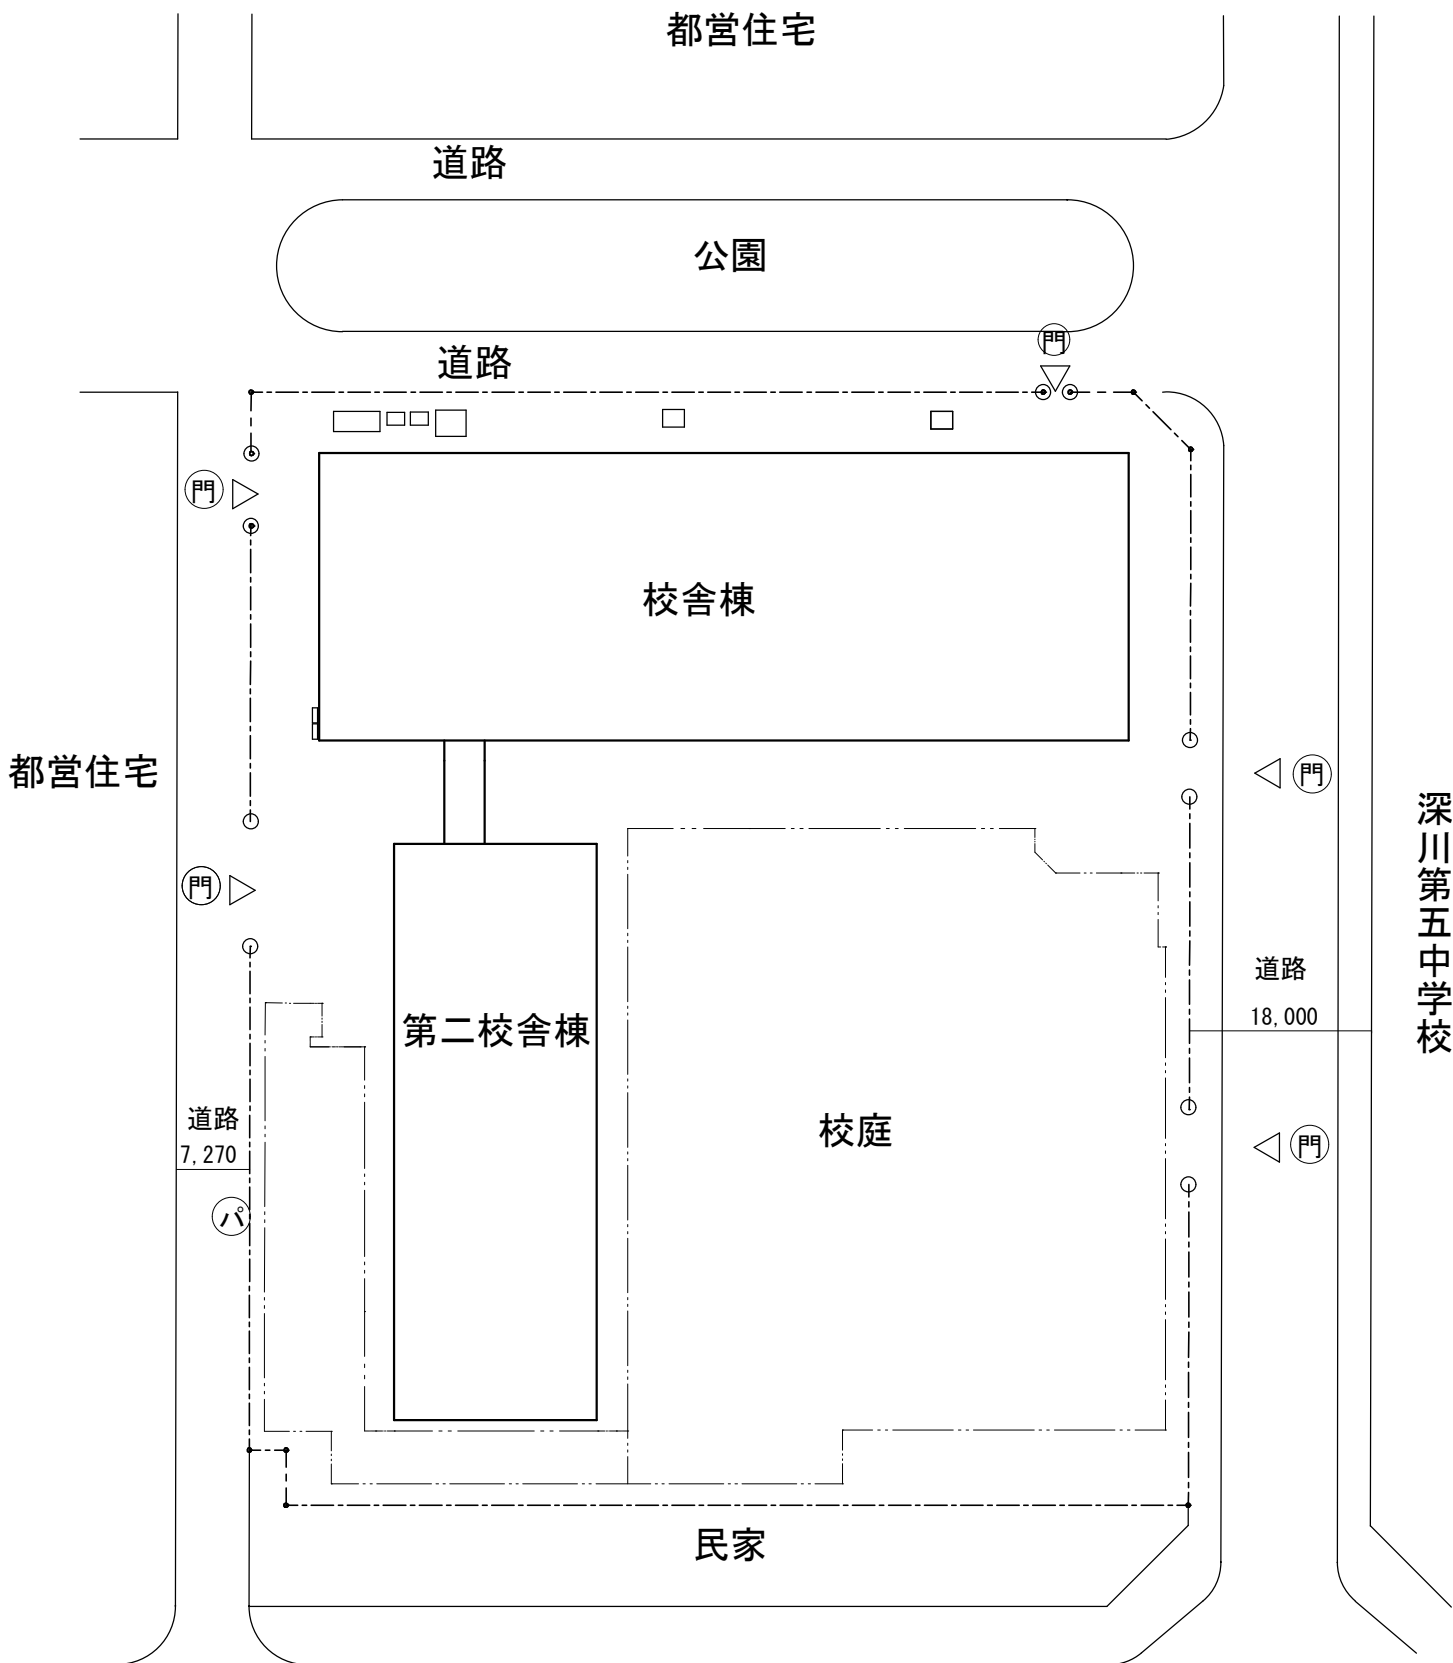 都営住宅
道路
公園
道路
門
門
校舎棟
都営住宅
門
深川第五中学校
門
道路
18,000
第二校舎棟
校庭
道路
7,270
門
パ
民家